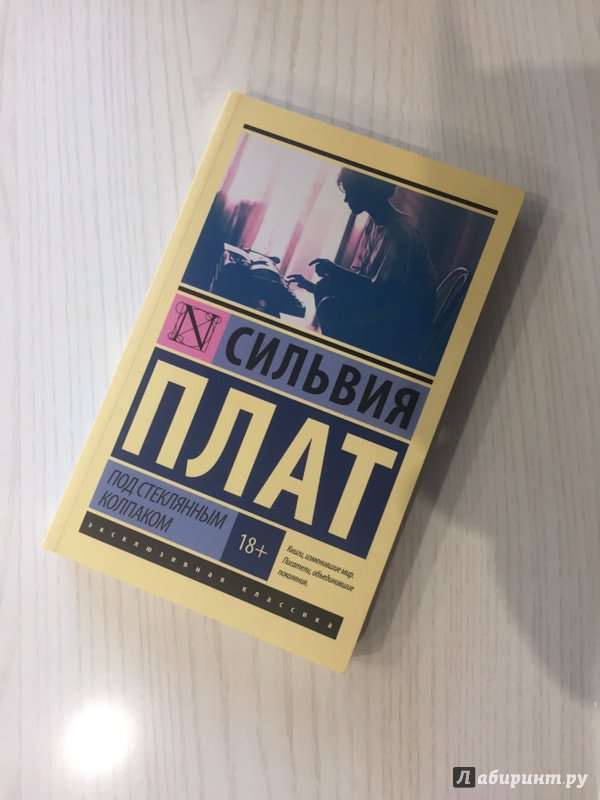 N
СИЛЬВИЯ
ПЛАТ
ПОД СТЕКЛЯННЫМ
КОЛПАКОМ
18+
Книги, изменившие мир.
Писатели, объединившие
поколения.
эксклюзивная классика
Лабиринт.ру